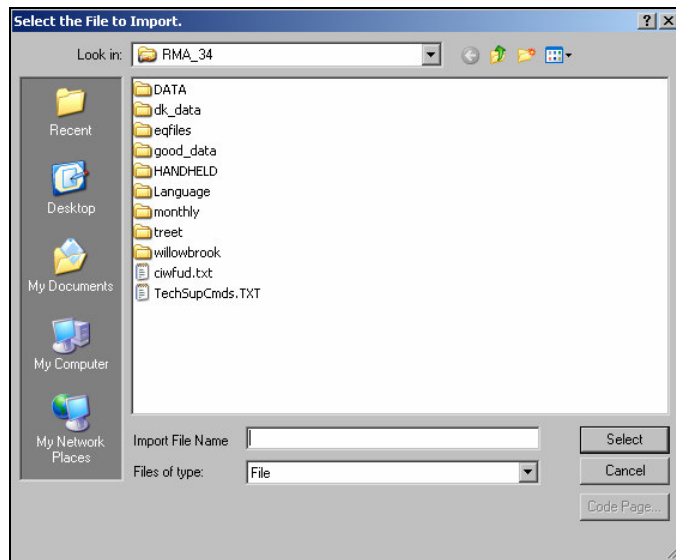 Select the File to Import.
Look in: RMA_34
Recent
Desktop
My Documents
My Computer
My Network
Places
DATA
dk_data
eqfiles
good_data
HANDHELD
Language
monthly
treet
willowbrook
ciwfud.txt
TechSupCmds.TXT
Import File Name
Select
Files of type: File
Cancel
Code Page...